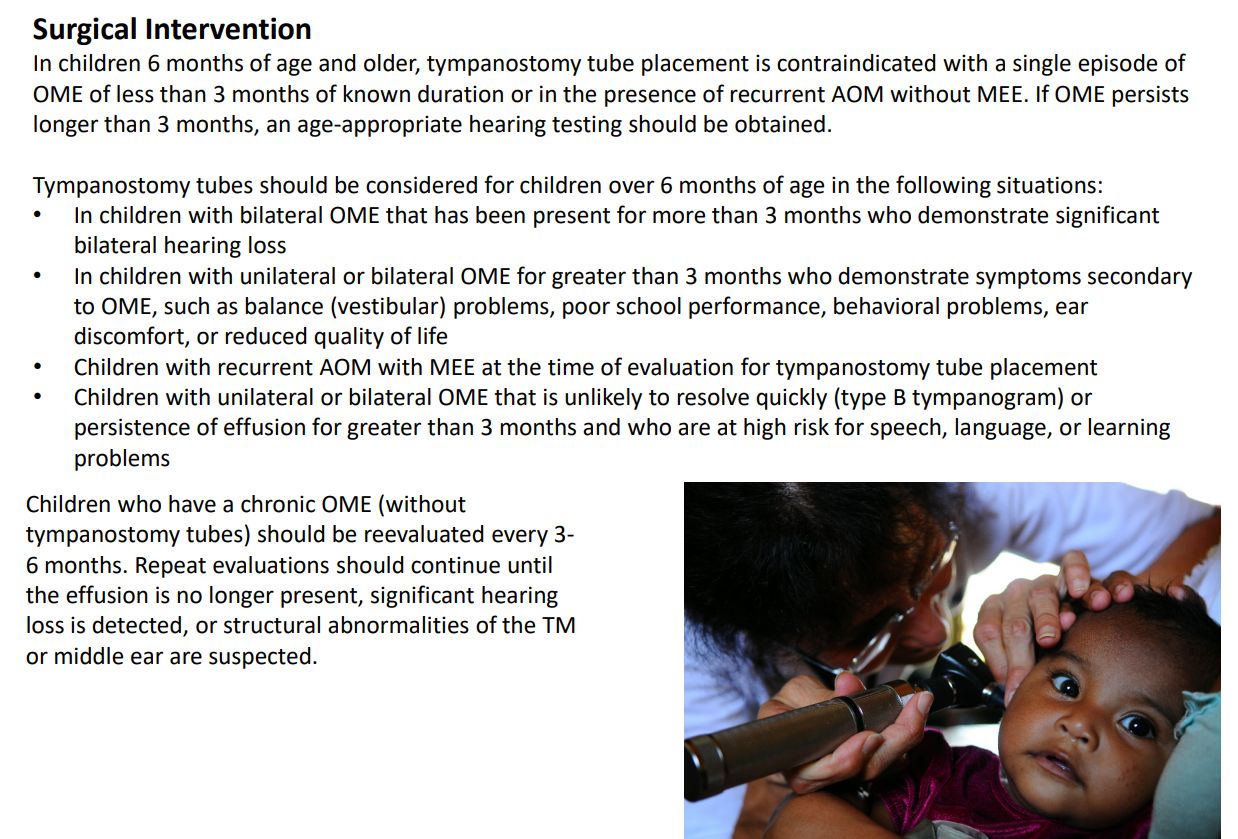 Surgical Intervention
In children 6 months of age and older, tympanostomy tube placement is contraindicated with a single episode of
OME of less than 3 months of known duration or in the presence of recurrent AOM without MEE. If OME persists
longer than 3 months, an age-appropriate hearing testing should be obtained.
Tympanostomy tubes should be considered for children over 6 months of age in the following situations:
• In children with bilateral OME that has been present for more than 3 months who demonstrate significant
bilateral hearing loss
• In children with unilateral or bilateral OME for greater than 3 months who demonstrate symptoms secondary
to OME, such as balance (vestibular) problems, poor school performance, behavioral problems, ear
discomfort, or reduced quality of life
• Children with recurrent AOM with MEE at the time of evaluation for tympanostomy tube placement
• Children with unilateral or bilateral OME that is unlikely to resolve quickly (type B tympanogram) or
persistence of effusion for greater than 3 months and who are at high risk for speech, language, or learning
problems
Children who have a chronic OME (without
tympanostomy tubes) should be reevaluated every 3-
6 months. Repeat evaluations should continue until
the effusion is no longer present, significant hearing
loss is detected, or structural abnormalities of the TM
or middle ear are suspected.